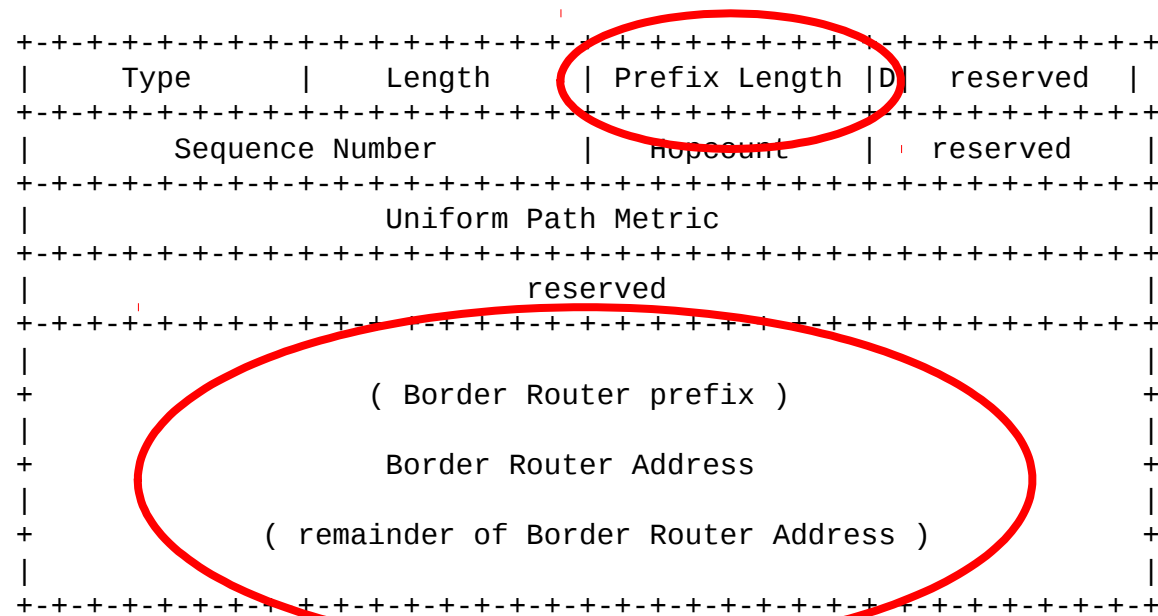 +-+-+-+-+-+-+-+-+-+-+-+-+-+-+-+-+-+-+-+-+-+-+-+-+-+-+-+-+-+-+-+-+
| Type | Length | Prefix Length |D| reserved |
+-+-+-+-+-+-+-+-+-+-+-+-+-+-+-+-+-+-+-+-+-+-+-+-+-+-+-+-+-+-+-+-+
| Sequence Number | Hopcount | reserved |
+-+-+-+-+-+-+-+-+-+-+-+-+-+-+-+-+-+-+-+-+-+-+-+-+-+-+-+-+-+-+-+-+
| Uniform Path Metric |
+-+-+-+-+-+-+-+-+-+-+-+-+-+-+-+-+-+-+-+-+-+-+-+-+-+-+-+-+-+-+-+-+
| reserved |
+-+-+-+-+-+-+-+-+-+-+-+-+-+-+-+-+-+-+-+-+-+-+-+-+-+-+-+-+-+-+-+-+
| |
+ ( Border Router prefix ) +
| |
+ Border Router Address +
| |
+ ( remainder of Border Router Address ) +
| |
+-+-+-+-+-+-+-+-+-+-+-+-+-+-+-+-+-+-+-+-+-+-+-+-+-+-+-+-+-+-+-+-+